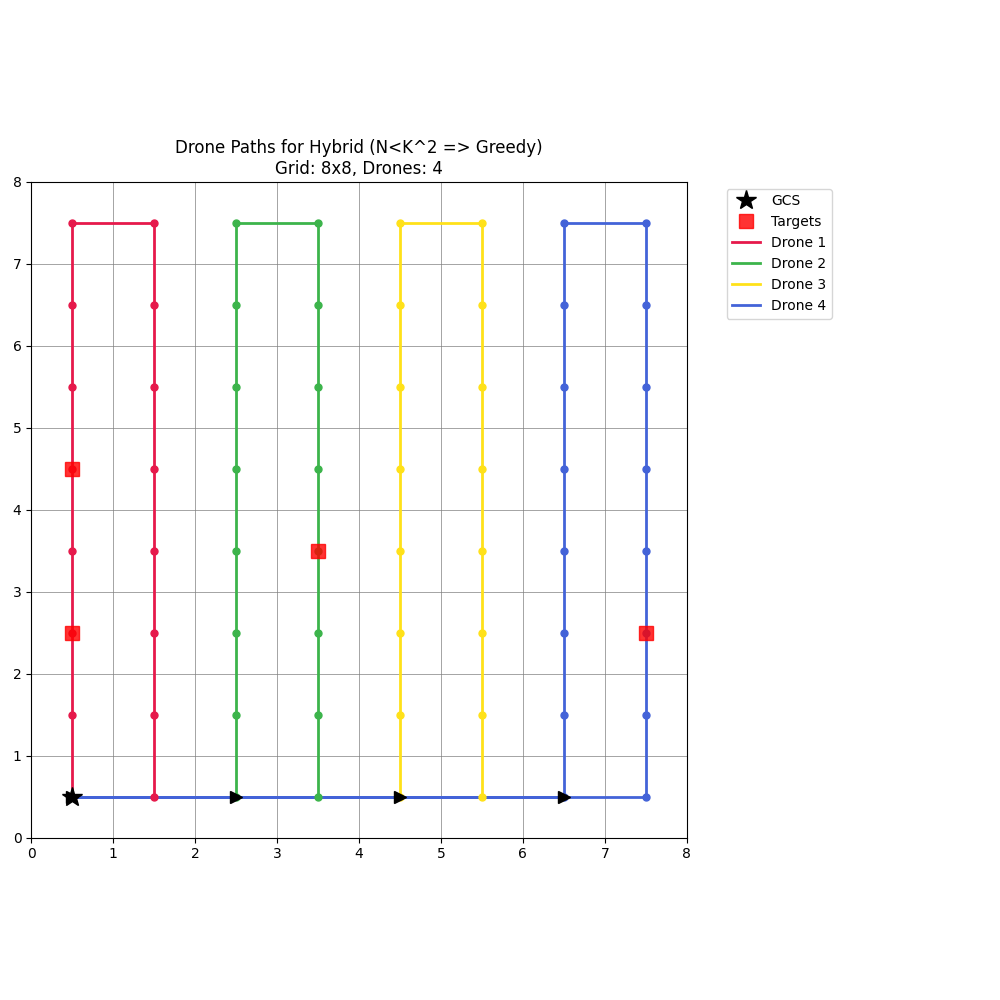 Drone Paths for Hybrid (N<K^2 => Greedy)
Grid: 8x8, Drones: 4
GCS
Targets
Drone 1
Drone 2
Drone 3
Drone 4
8
7
6
5
4
3
2
1
0
0 1 2 3 4 5 6 7 8